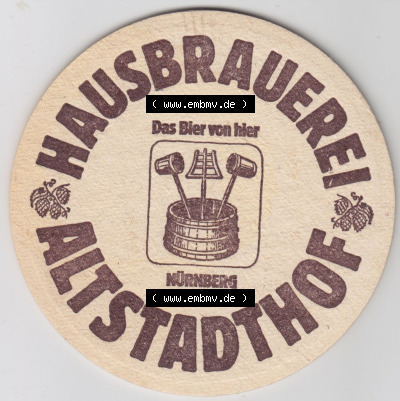 HAUSBRAUEREI
( www.embmv.de )
Das Bier von hier
NÜRNBERG
( www.embmv.de )
ALTSTADTHOF